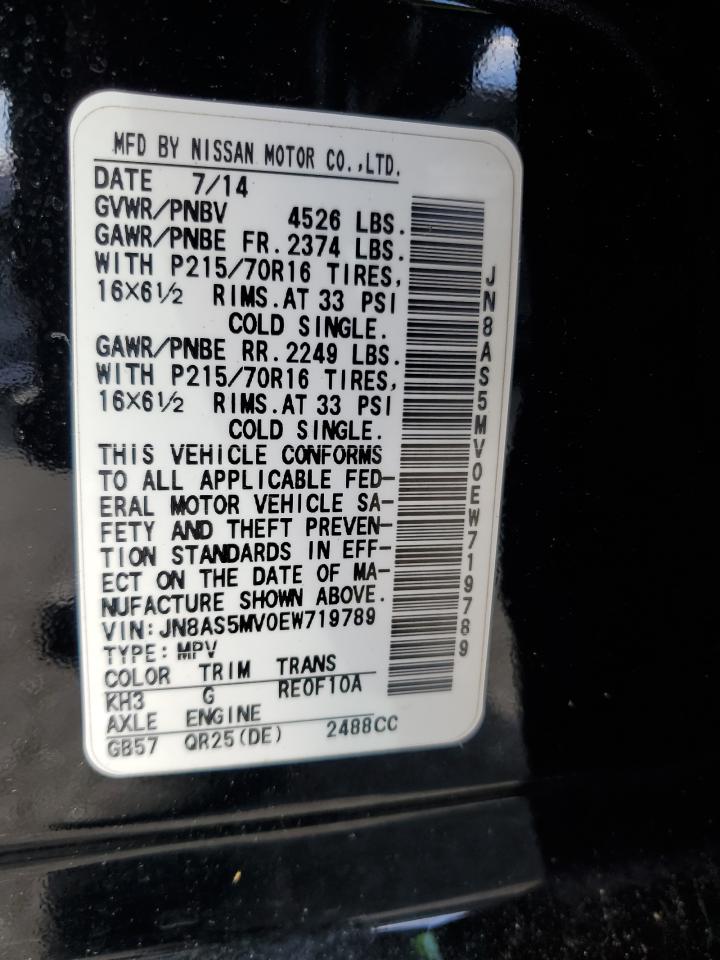 MFD BY NISSAN MOTOR CO.,LTD.
DATE 7/14
GVWR/PNBV 4526 LBS.
GAWR/PNBE FR.2374 LBS.
WITH P215/70R16 TIRES,
16X6½ RIMS.AT 33 PSI
COLD SINGLE.
GAWR/PNBE RR.2249 LBS.
WITH P215/70R16 TIRES,
16X6½ RIMS.AT 33 PSI
COLD SINGLE.
THIS VEHICLE CONFORMS
TO ALL APPLICABLE FED-
ERAL MOTOR VEHICLE SA-
FETY AND THEFT PREVEN-
TION STANDARDS IN EFF-
ECT ON THE DATE OF MA-
NUFACTURE SHOWN ABOVE.
VIN:JN8AS5MV0EW719789
TYPE:MPV
COLOR TRIM TRANS
KH3 G RE0F10A
AXLE ENGINE
GB57 QR25(DE) 2488CC
JN8AS5MV0EW719789